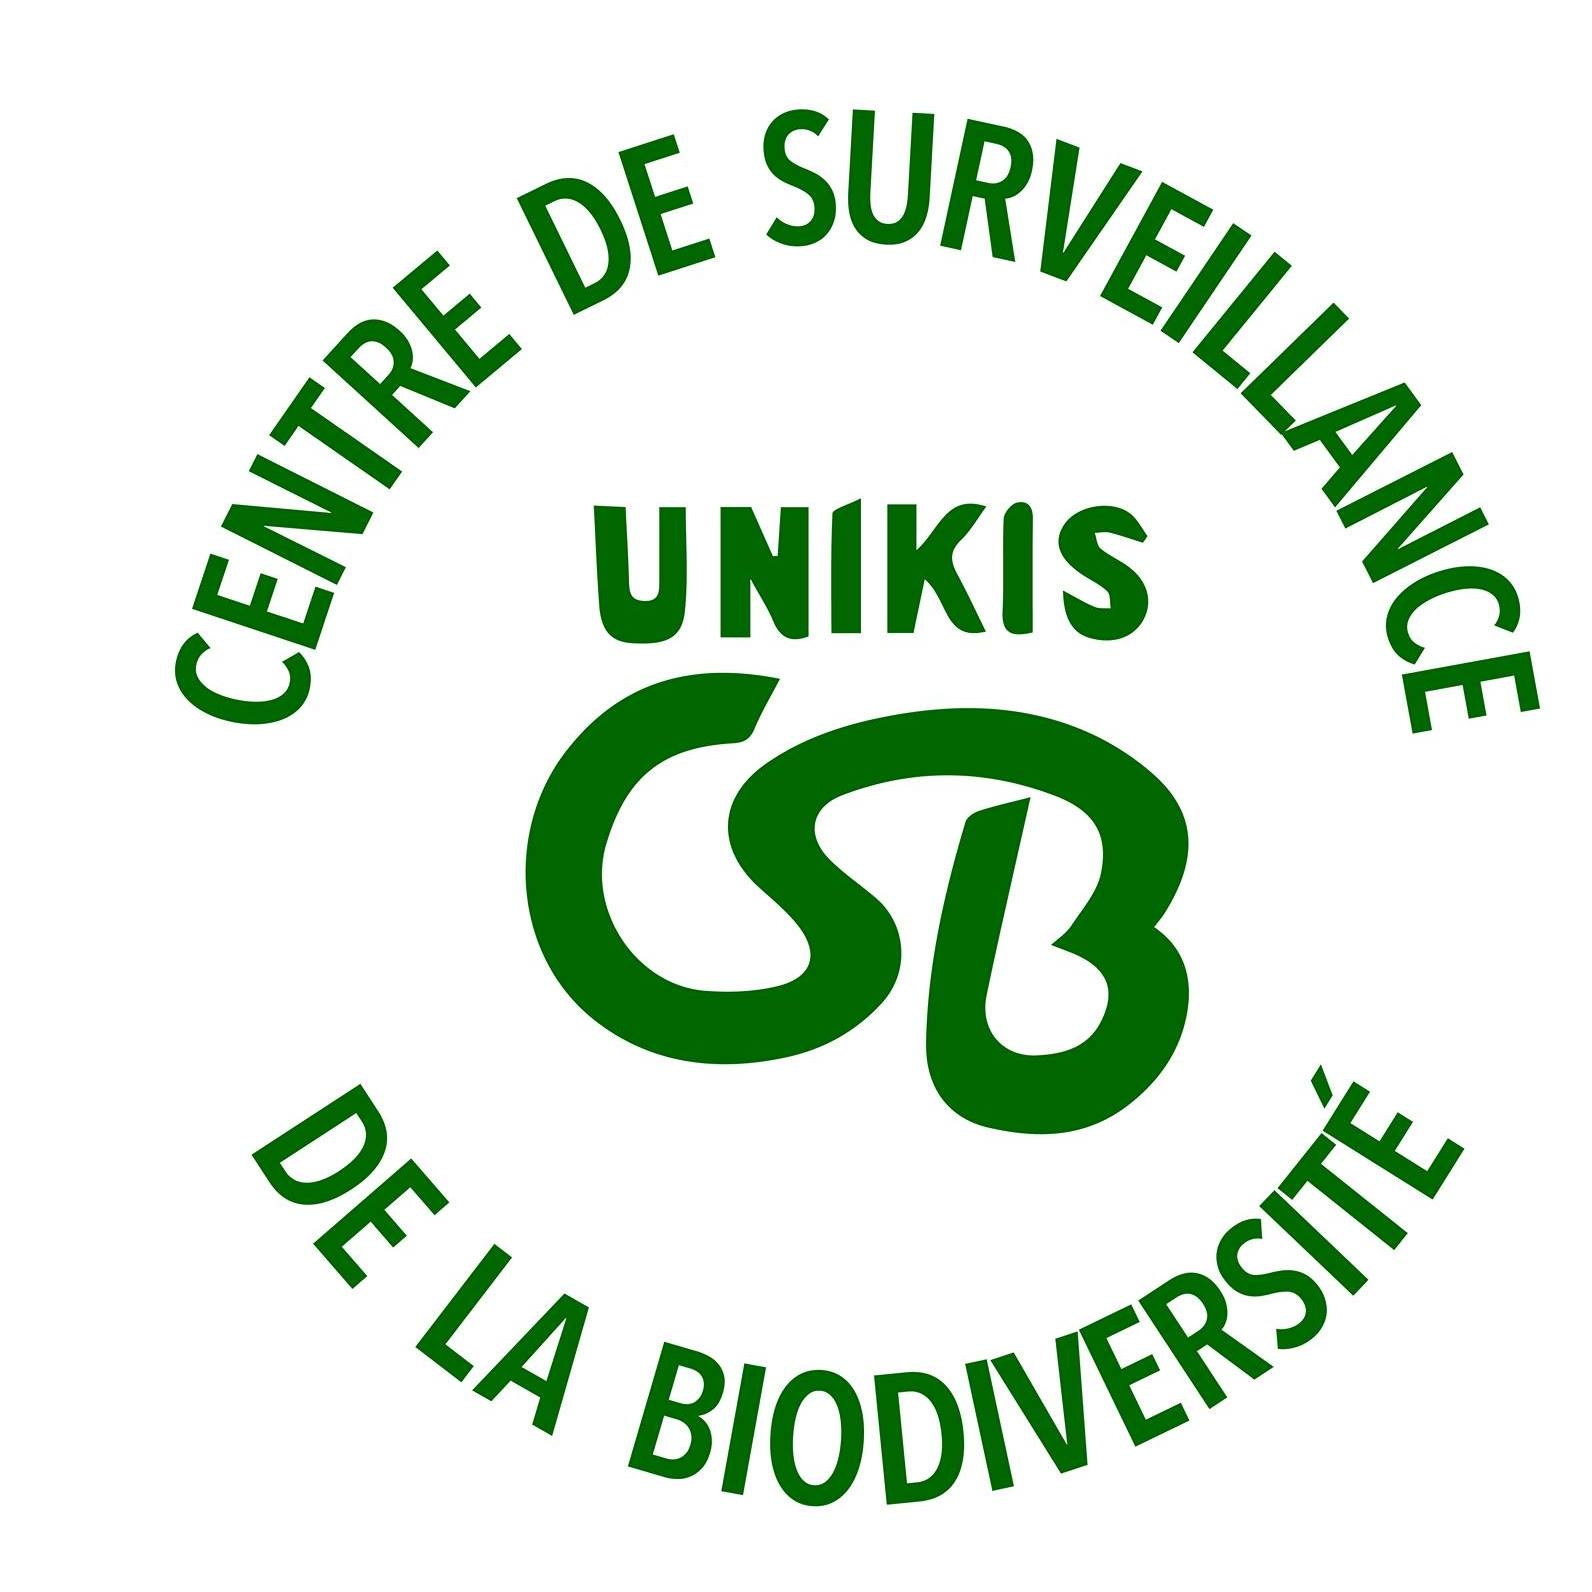 CENTRE DE SURVEILLANCE
UNIKIS
CSB
DE LA BIODIVERSITÉ